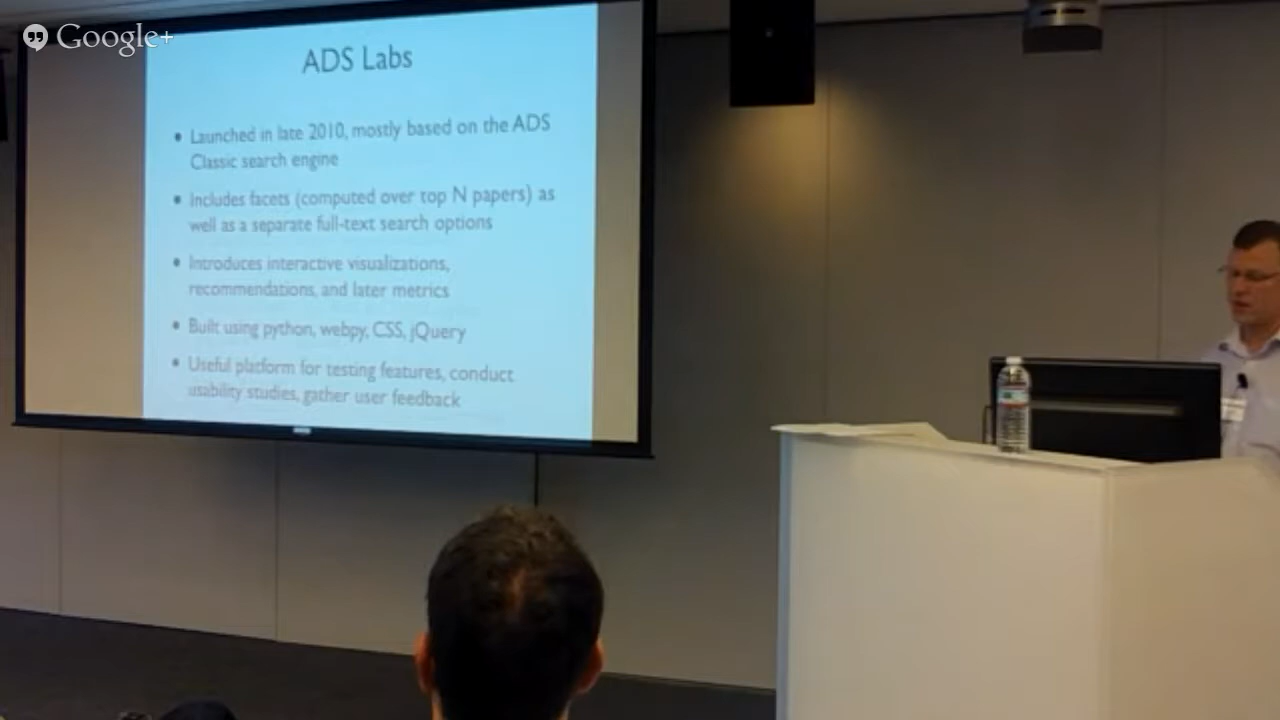 Google+
ADS Labs
• Launched in late 2010, mostly based on the ADS
Classic search engine
• Includes facets (computed over top N papers) as
well as a separate full-text search options
• Introduces interactive visualizations,
recommendations, and later metrics
• Built using python, webpy, CSS, jQuery
• Useful platform for testing features, conduct
usability studies, gather user feedback